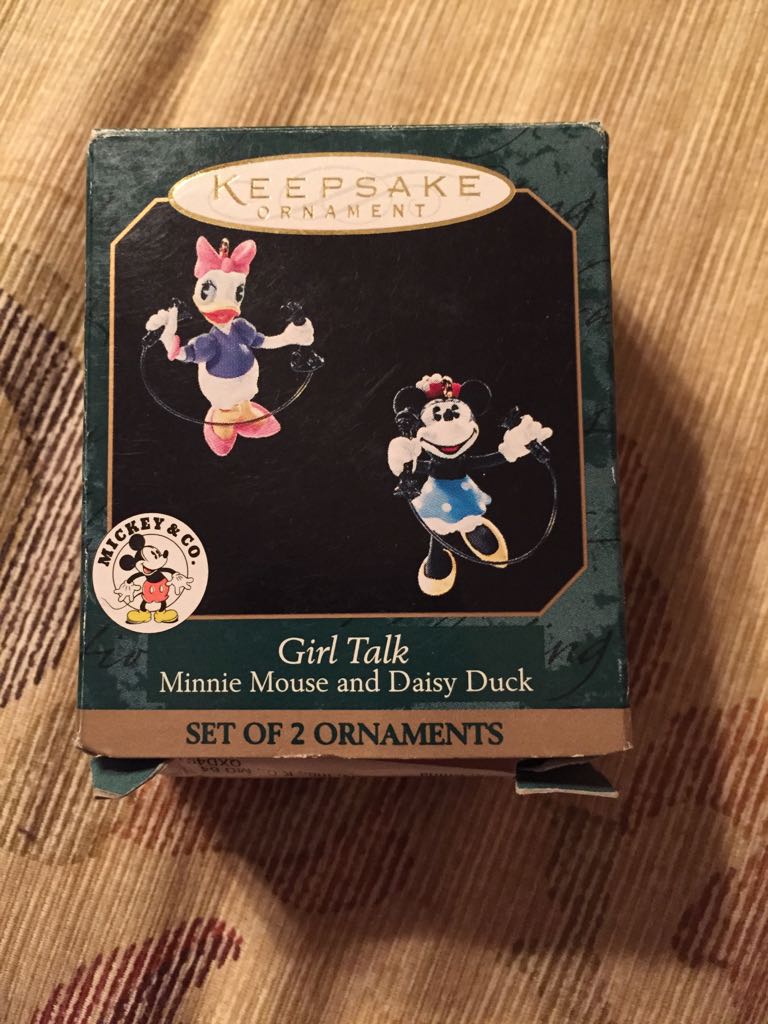 KEEPSAKE
ORNAMENT
MICKEY & CO.
Girl Talk
Minnie Mouse and Daisy Duck
SET OF 2 ORNAMENTS